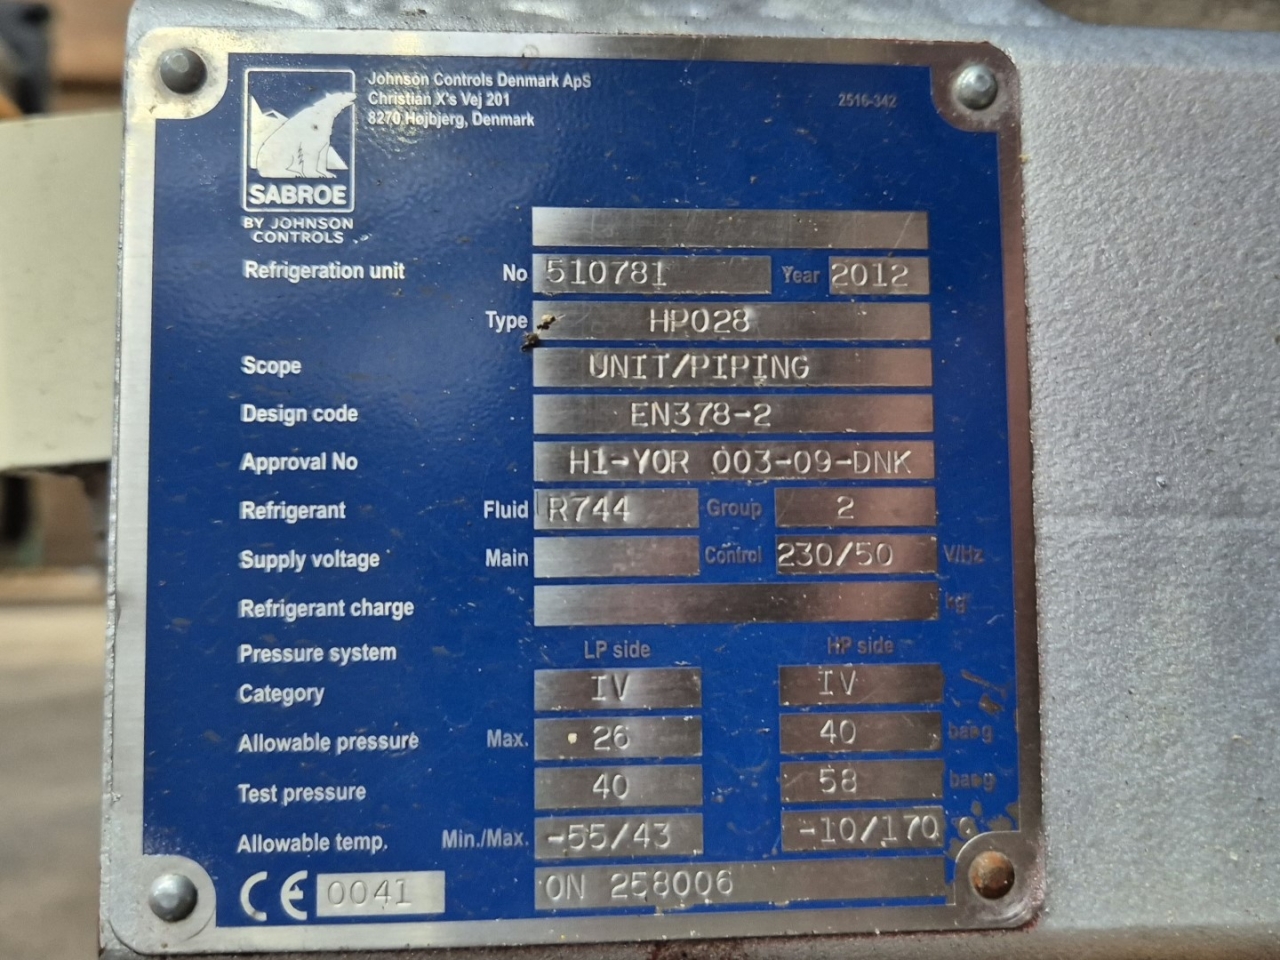 Johnson Controls Denmark ApS
Christian X's Vej 201
8270 Højbjerg, Denmark
2516-342
SABROE
BY JOHNSON
CONTROLS
Refrigeration unit No 510781 Year 2012
Type HPO28
Scope UNIT/PIPING
Design code EN378-2
Approval No H1-YOR 003-09-DNK
Refrigerant Fluid R744 Group 2
Supply voltage Main Control 230/50 V/Hz
Refrigerant charge kg
Pressure system LP side HP side
Category IV IV
Allowable pressure Max. 26 40 bar g
Test pressure 40 58 bar g
Allowable temp. Min./Max. -55/43 -10/170
CE 0041 ON 258006